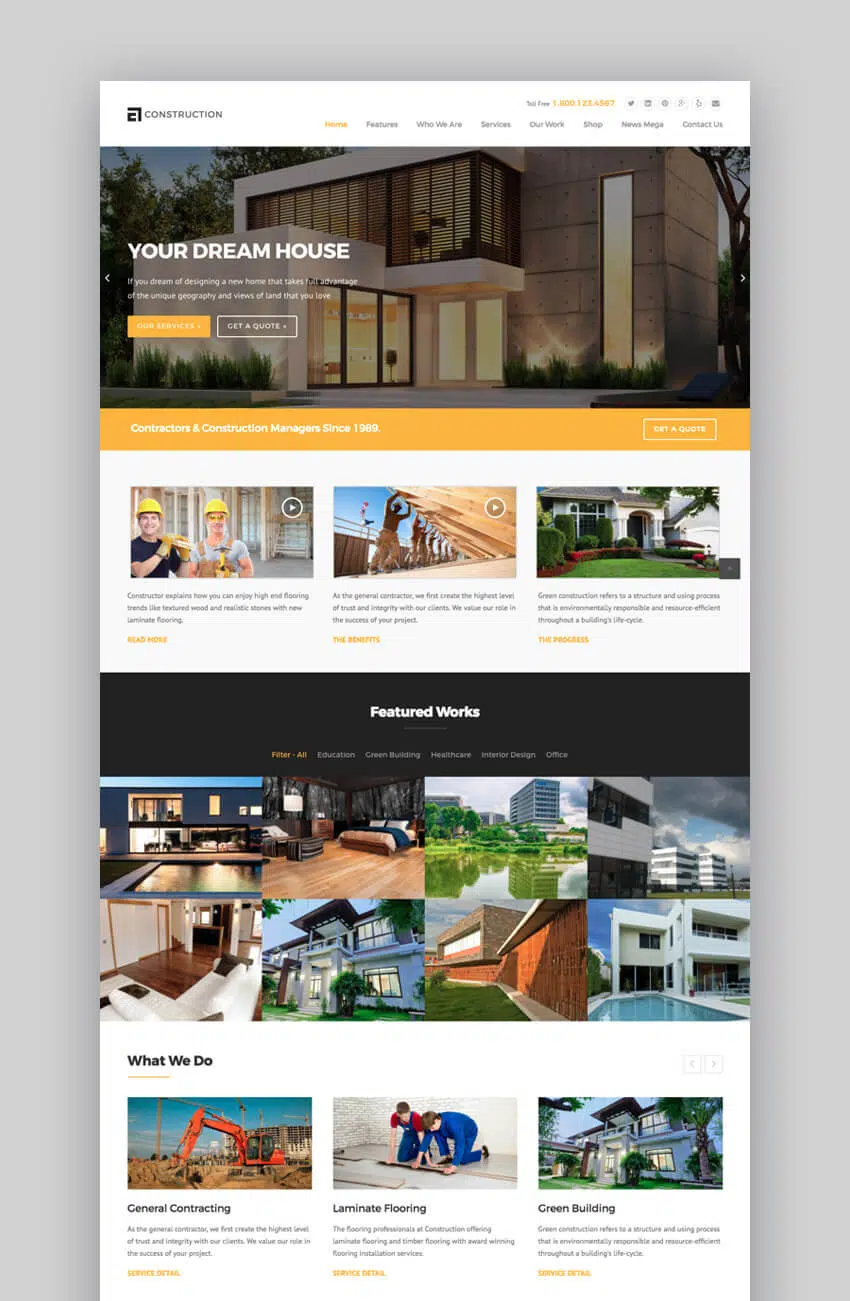 CONSTRUCTION
Toll Free 1.800.123.4567
Home Features Who We Are Services Our Work Shop News Mega Contact Us
YOUR DREAM HOUSE
If you dream of designing a new home that takes full advantage
of the unique geography and views of land that you love
OUR SERVICES » GET A QUOTE »
Contractors & Construction Managers Since 1989.
GET A QUOTE
Constructor explains how you can enjoy high end flooring
trends like textured wood and realistic stones with new
laminate flooring.
READ MORE
As the general contractor, we first create the highest level
of trust and integrity with our clients. We value our role in
the success of your project.
THE BENEFITS
Green construction refers to a structure and using process
that is environmentally responsible and resource-efficient
throughout a building's life-cycle.
THE PROGRESS
Featured Works
Filter - All Education Green Building Healthcare Interior Design Office
What We Do
General Contracting
As the general contractor, we first create the highest level
of trust and integrity with our clients. We value our role in
the success of your project.
SERVICE DETAIL
Laminate Flooring
The flooring professionals at Construction offering
laminate flooring and timber flooring with award winning
flooring installation services.
SERVICE DETAIL
Green Building
Green construction refers to a structure and using process
that is environmentally responsible and resource-efficient
throughout a building's life-cycle.
SERVICE DETAIL